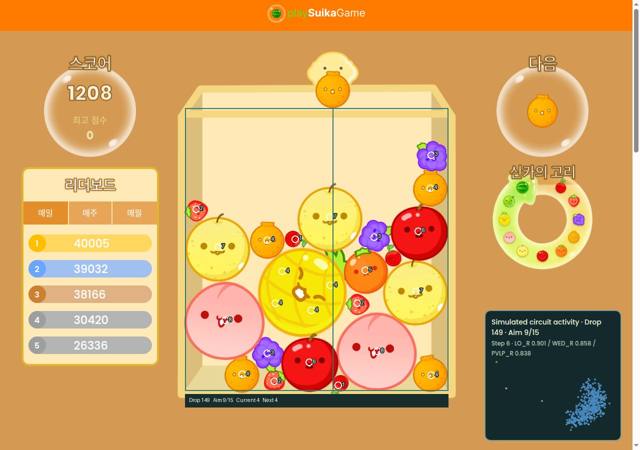 playSuikaGame
스코어
1208
최고 점수
0
리더보드
매일 매주 매월
1 40005
2 39032
3 38166
4 30420
5 26336
다음
신카의 고리
Simulated circuit activity · Drop
149 · Aim 9/15
Step 6 · LO_R 0.901 / WED_R 0.858 /
PVLP_R 0.838
Drop 149 Aim 9/15 Current 4 Next 4